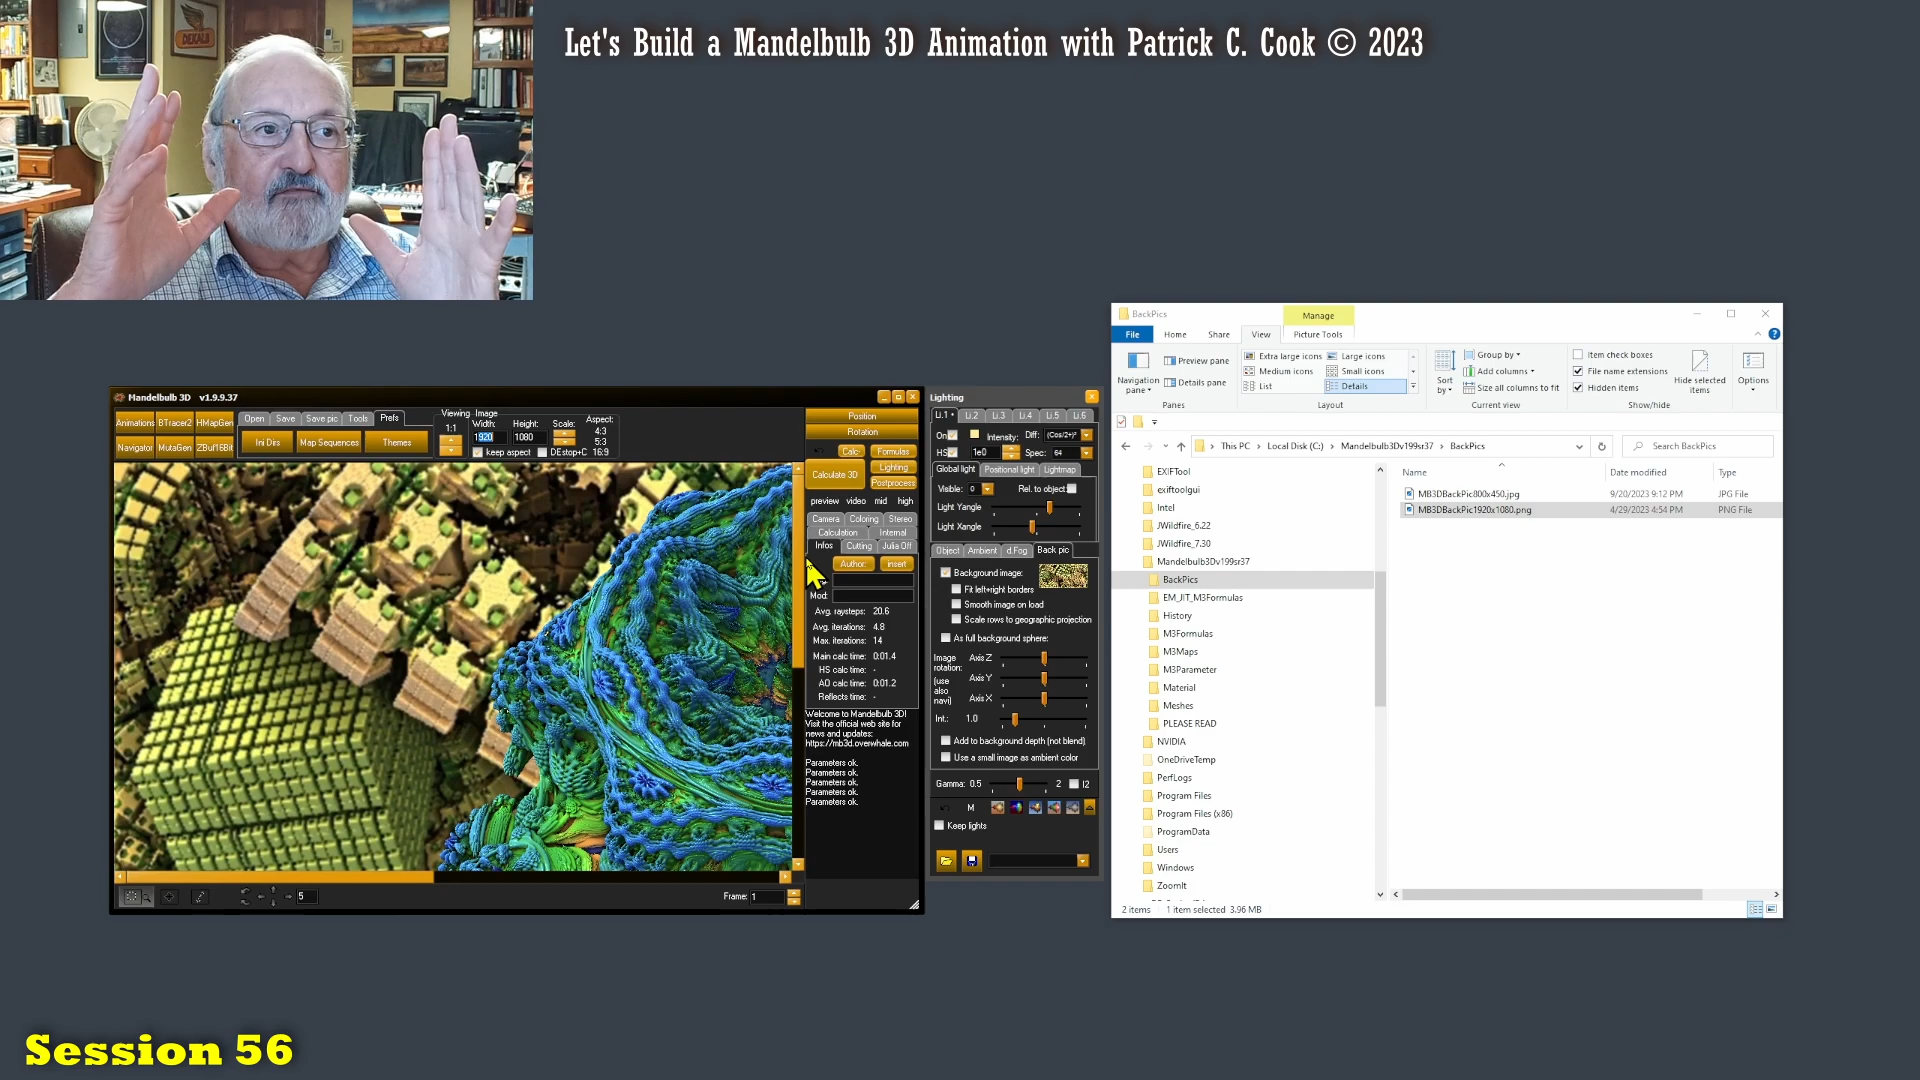 Let's Build a Mandelbulb 3D Animation with Patrick C. Cook © 2023
DEKALB
Mandelbulb 3D v1.9.9.37
Animations BTracer2 HMapGen
Navigator MutaGen ZBuf16Bit
Open Save Save pic Tools Prefs
Ini Dirs Map Sequences Themes
Viewing Image
1:1 Width: Height: Scale: Aspect:
1920 1080
4:3
5:3
16:9
keep aspect DEstop+C
Position
Rotation
Calc Formulas
Calculate 3D Lighting
Postprocess
preview video mid high
Camera Coloring Stereo
Calculation Internal
Infos Cutting Julia Off
Author: insert
Mod:
Avg. raysteps: 20.6
Avg. iterations: 4.8
Max. iterations: 14
Main calc time: 0:01.4
HS calc time: -
AO calc time: 0:01.2
Reflects time: -
Welcome to Mandelbulb 3D!
Visit the official web site for
news and updates:
https://mb3d.overwhale.com
Parameters ok.
Parameters ok.
Parameters ok.
Parameters ok.
Parameters ok.
5
Frame: 1
Lighting
Li.1 Li.2 Li.3 Li.4 Li.5 Li.6
On Intensity: Diff: (Cos/2+)²
HS 1e0 Spec: 64
Global light Positional light Lightmap
Visible: 0 Rel. to object:
Light Yangle
Light Xangle
Object Ambient d.Fog Back pic
Background image:
Fit left+right borders
Smooth image on load
Scale rows to geographic projection
As full background sphere:
Image rotation: (use also navi)
Axis Z
Axis Y
Axis X
Int.: 1.0
Add to background depth (not blend)
Use a small image as ambient color
Gamma: 0.5 2 I2
M
Keep lights
BackPics
Manage
File Home Share View Picture Tools
Navigation pane
Preview pane
Details pane
Panes
Extra large icons Large icons
Medium icons Small icons
List Details
Layout
Sort by
Group by
Add columns
Size all columns to fit
Current view
Item check boxes
File name extensions
Hidden items
Hide selected items
Show/hide
Options
This PC > Local Disk (C:) > Mandelbulb3Dv199sr37 > BackPics
Search BackPics
EXIFTool
exiftoolgui
Intel
JWildfire_6.22
JWildfire_7.30
Mandelbulb3Dv199sr37
BackPics
EM_JIT_M3Formulas
History
M3Formulas
M3Maps
M3Parameter
Material
Meshes
PLEASE READ
NVIDIA
OneDriveTemp
PerfLogs
Program Files
Program Files (x86)
ProgramData
Users
Windows
ZoomIt
Name Date modified Type
MB3DBackPic800x450.jpg 9/20/2023 9:12 PM JPG File
MB3DBackPic1920x1080.png 4/29/2023 4:54 PM PNG File
2 items 1 item selected 3.96 MB
Session 56